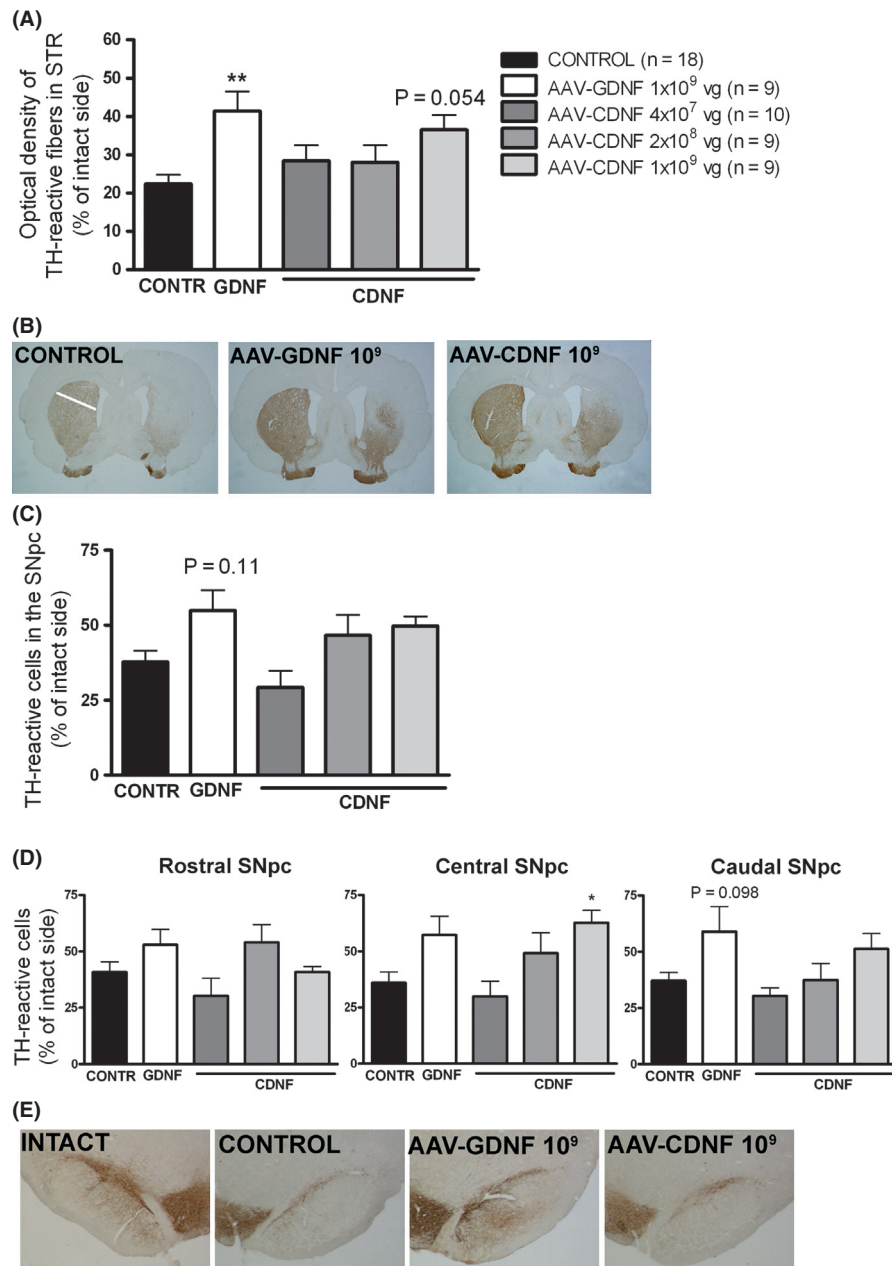 (A)
Optical density of
TH-reactive fibers in STR
(% of intact side)
60
50
40
30
20
10
0
**
P = 0.054
CONTR GDNF
CDNF
CONTROL (n = 18)
AAV-GDNF 1x10⁹ vg (n = 9)
AAV-CDNF 4x10⁷ vg (n = 10)
AAV-CDNF 2x10⁸ vg (n = 9)
AAV-CDNF 1x10⁹ vg (n = 9)
(B)
CONTROL
AAV-GDNF 10⁹
AAV-CDNF 10⁹
(C)
TH-reactive cells in the SNpc
(% of intact side)
75
50
25
0
P = 0.11
CONTR GDNF
CDNF
(D)
TH-reactive cells
(% of intact side)
Rostral SNpc
75
50
25
0
CONTR GDNF
CDNF
Central SNpc
75
50
25
0
*
CONTR GDNF
CDNF
Caudal SNpc
75
50
25
0
P = 0.098
CONTR GDNF
CDNF
(E)
INTACT
CONTROL
AAV-GDNF 10⁹
AAV-CDNF 10⁹